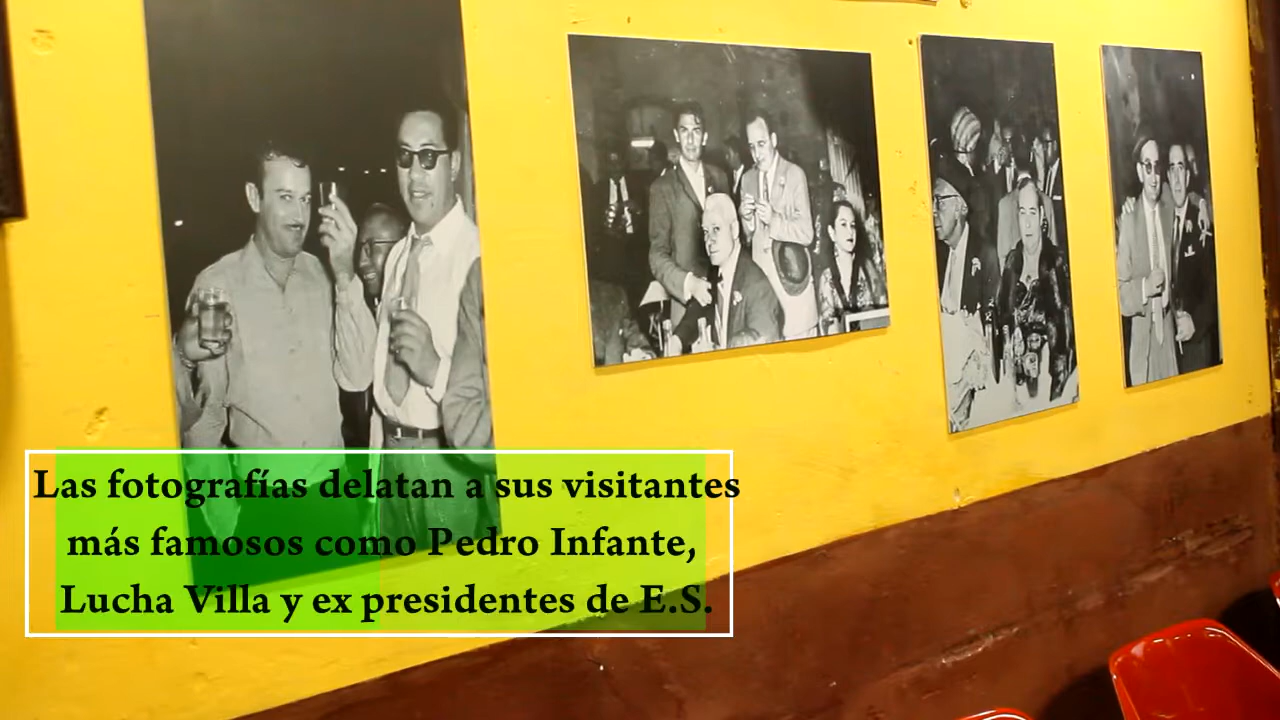 Las fotografías delatan a sus visitantes
más famosos como Pedro Infante,
Lucha Villa y ex presidentes de E.S.